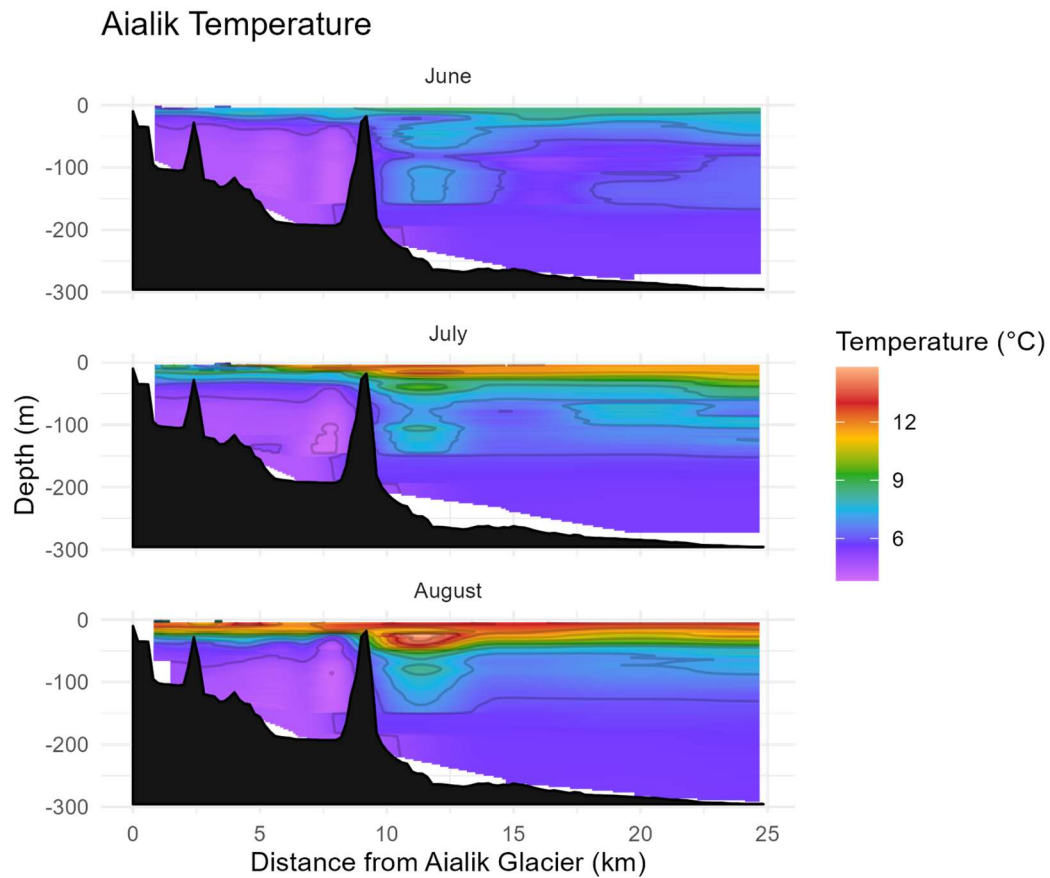 Aialik Temperature
June
0
-100
-200
-300
July
0
-100
-200
-300
August
0
-100
-200
-300
0 5 10 15 20 25
Distance from Aialik Glacier (km)
Depth (m)
Temperature (°C)
12
9
6